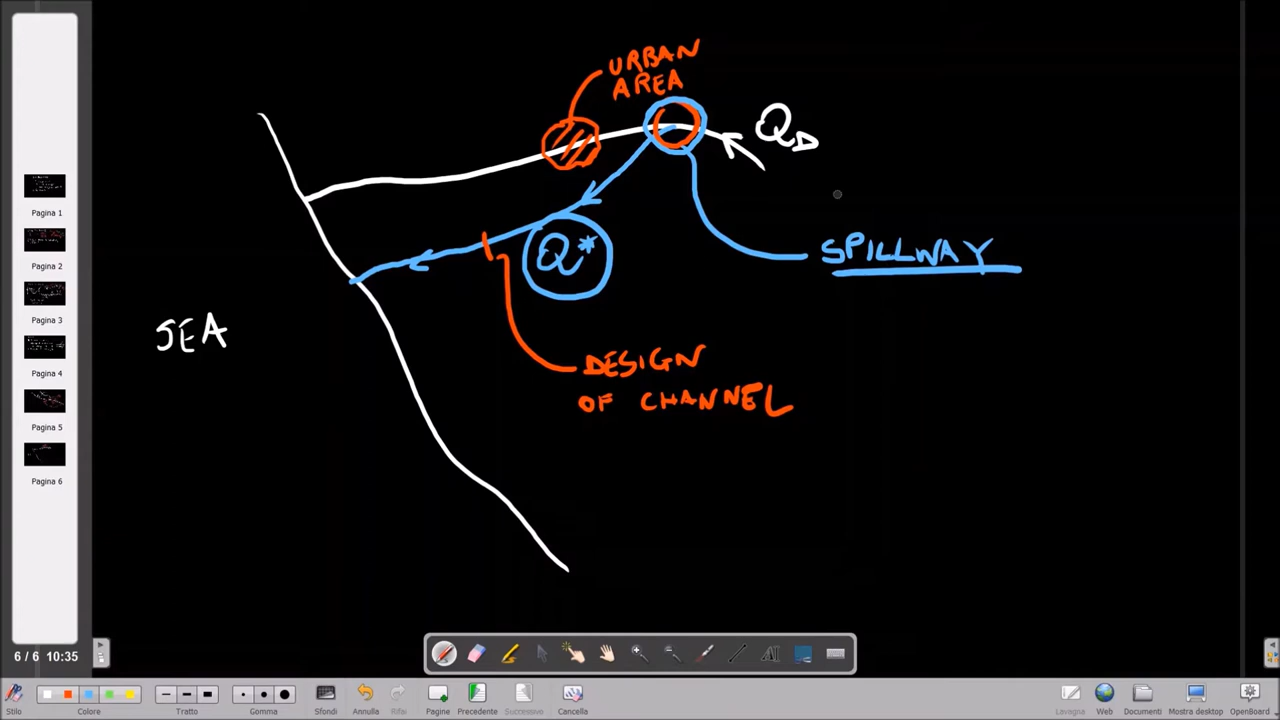 URBAN
AREA
QD
SPILLWAY
Q*
SEA
DESIGN
OF CHANNEL
Pagina 1
Pagina 2
Pagina 3
Pagina 4
Pagina 5
Pagina 6
6 / 6 10:35
Stilo
Colore
Tratto
Gomma
Sfondi
Annulla
Rifai
Pagine
Precedente
Successivo
Cancella
Lavagna
Web
Documenti
Mostra desktop
OpenBoard